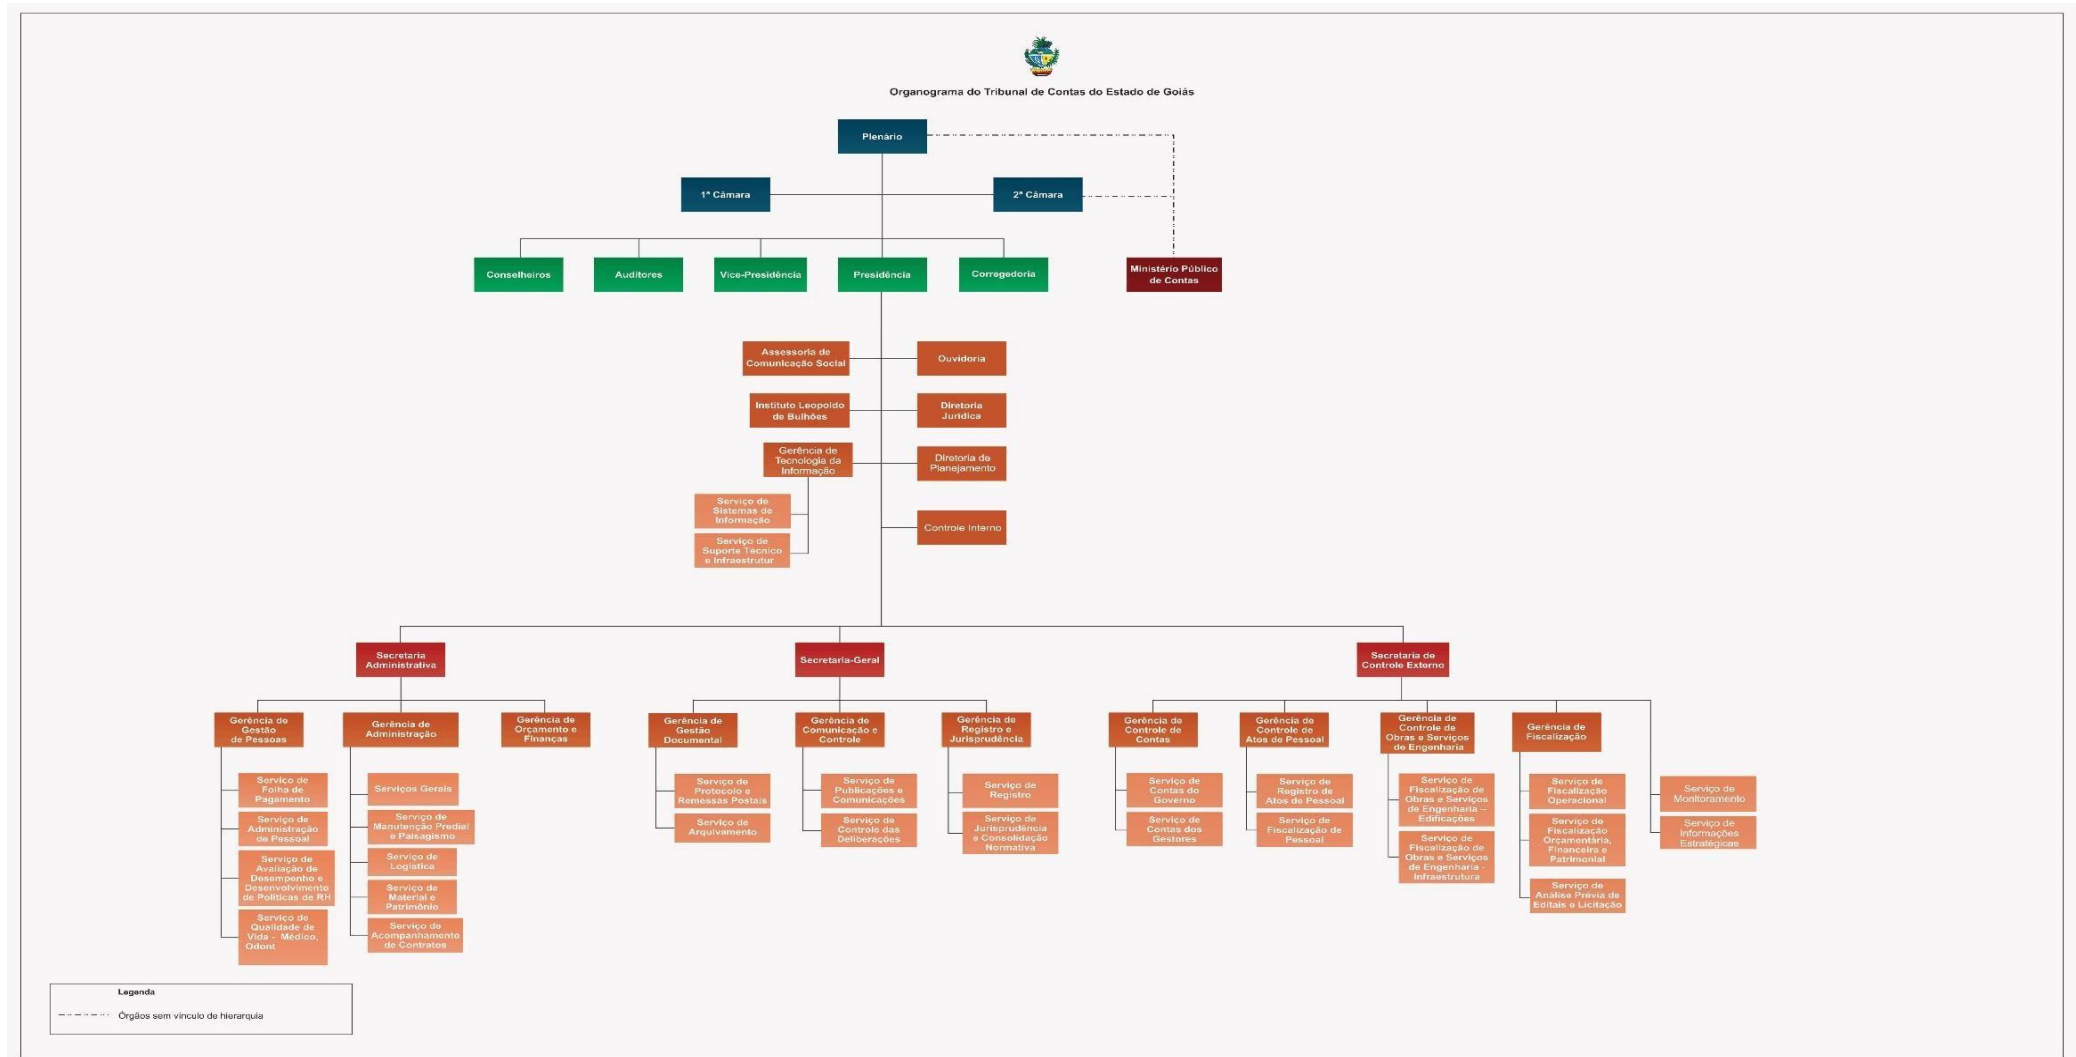 Organograma do Tribunal de Contas do Estado de Goiás
Plenário
1ª Câmara
2ª Câmara
Conselheiros
Auditores
Vice-Presidência
Presidência
Corregedoria
Ministério Público
de Contas
Assessoria de
Comunicação Social
Ouvidoria
Instituto Leopoldo
de Bulhões
Diretoria
Jurídica
Gerência de
Tecnologia da
Informação
Diretoria de
Planejamento
Serviço de
Sistemas de
Informação
Controle Interno
Serviço de
Suporte Técnico
e Infraestrutur
Secretaria
Administrativa
Secretaria-Geral
Secretaria de
Controle Externo
Gerência de
Gestão
de Pessoas
Gerência de
Administração
Gerência de
Orçamento e
Finanças
Gerência de
Gestão
Documental
Gerência de
Comunicação e
Controle
Gerência de
Registro e
Jurisprudência
Gerência de
Controle de
Contas
Gerência de
Controle de
Atos de Pessoal
Gerência de
Controle de
Obras e Serviços
de Engenharia
Gerência de
Fiscalização
Serviço de
Folha de
Pagamento
Serviço de
Administração
de Pessoal
Serviço de
Avaliação de
Desempenho e
Desenvolvimento
de Políticas de RH
Serviço de
Qualidade de
Vida - Médico,
Odont
Serviços Gerais
Serviço de
Manutenção Predial
e Paisagismo
Serviço de
Logística
Serviço de
Material e
Patrimônio
Serviço de
Acompanhamento
de Contratos
Serviço de
Protocolo e
Remessas Postais
Serviço de
Arquivamento
Serviço de
Publicações e
Comunicações
Serviço de
Controle das
Deliberações
Serviço de
Registro
Serviço de
Jurisprudência
e Consolidação
Normativa
Serviço de
Contas do
Governo
Serviço de
Contas dos
Gestores
Serviço de
Registro de
Atos de Pessoal
Serviço de
Fiscalização de
Pessoal
Serviço de
Fiscalização de
Obras e Serviços
de Engenharia –
Edificações
Serviço de
Fiscalização de
Obras e Serviços
de Engenharia -
Infraestrutura
Serviço de
Fiscalização
Operacional
Serviço de
Fiscalização
Orçamentária,
Financeira e
Patrimonial
Serviço de
Análise Prévia de
Editais e Licitação
Serviço de
Monitoramento
Serviço de
Informações
Estratégicas
Legenda
Órgãos sem vínculo de hierarquia